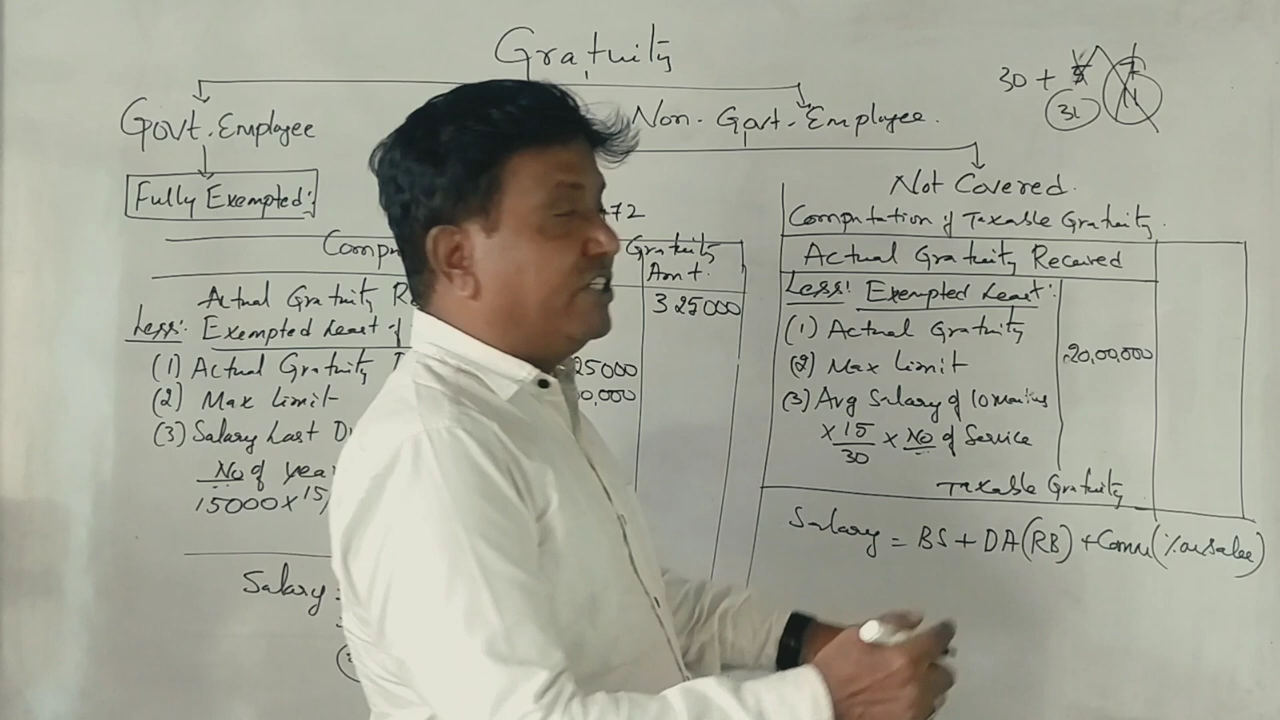 Gratuity
30 +
31
Govt. Employee
Non-Govt. Employee.
Fully Exempted:
Not Covered.
72
Computation of Taxable Gratuity.
Gratuity
Amt.
Actual Gratuity Received
Actual Gratuity
325000
Less: Exempted Least of
Less: Exempted Least:
(1) Actual Gratuity
25000
(1) Actual Gratuity
(2) Max Limit
0,000
(2) Max Limit
20,00,000
(3) Salary Last
(3) Avg Salary of 10 months
× 15/30 × No of Service
No of yea
15000 × 15/
Taxable Gratuity
Salary = BS + DA (RB) + Comm (% on sales)
Salary =